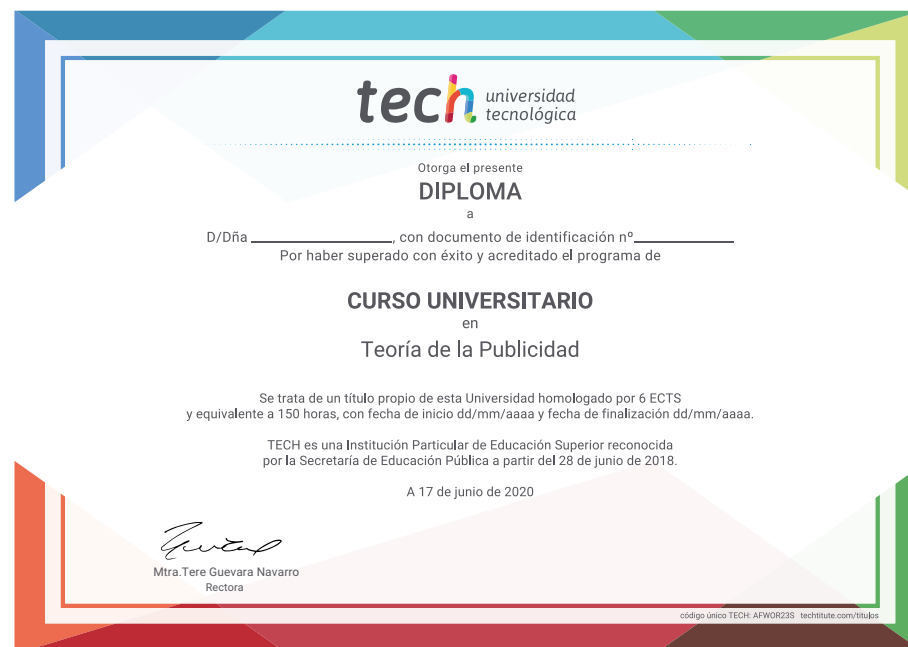 tech universidad
tecnológica
Otorga el presente
DIPLOMA
a
D/Dña ____________________, con documento de identificación nº______________
Por haber superado con éxito y acreditado el programa de
CURSO UNIVERSITARIO
en
Teoría de la Publicidad
Se trata de un título propio de esta Universidad homologado por 6 ECTS
y equivalente a 150 horas, con fecha de inicio dd/mm/aaaa y fecha de finalización dd/mm/aaaa.
TECH es una Institución Particular de Educación Superior reconocida
por la Secretaría de Educación Pública a partir del 28 de junio de 2018.
A 17 de junio de 2020
Mtra.Tere Guevara Navarro
Rectora
código único TECH: AFWOR23S techtitute.com/titulos